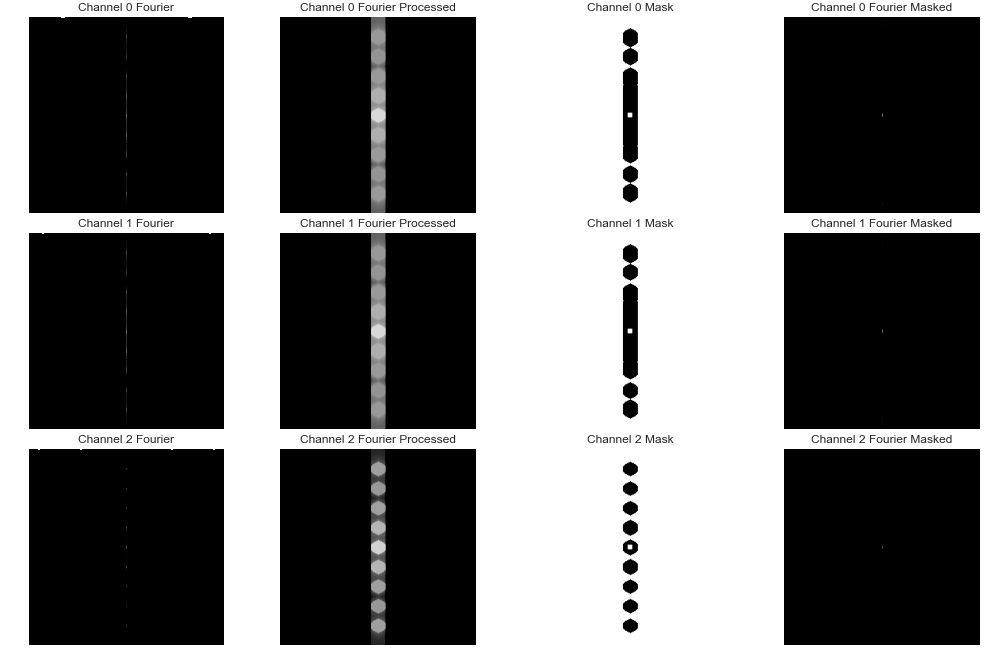 Channel 0 Fourier
Channel 0 Fourier Processed
Channel 0 Mask
Channel 0 Fourier Masked
Channel 1 Fourier
Channel 1 Fourier Processed
Channel 1 Mask
Channel 1 Fourier Masked
Channel 2 Fourier
Channel 2 Fourier Processed
Channel 2 Mask
Channel 2 Fourier Masked